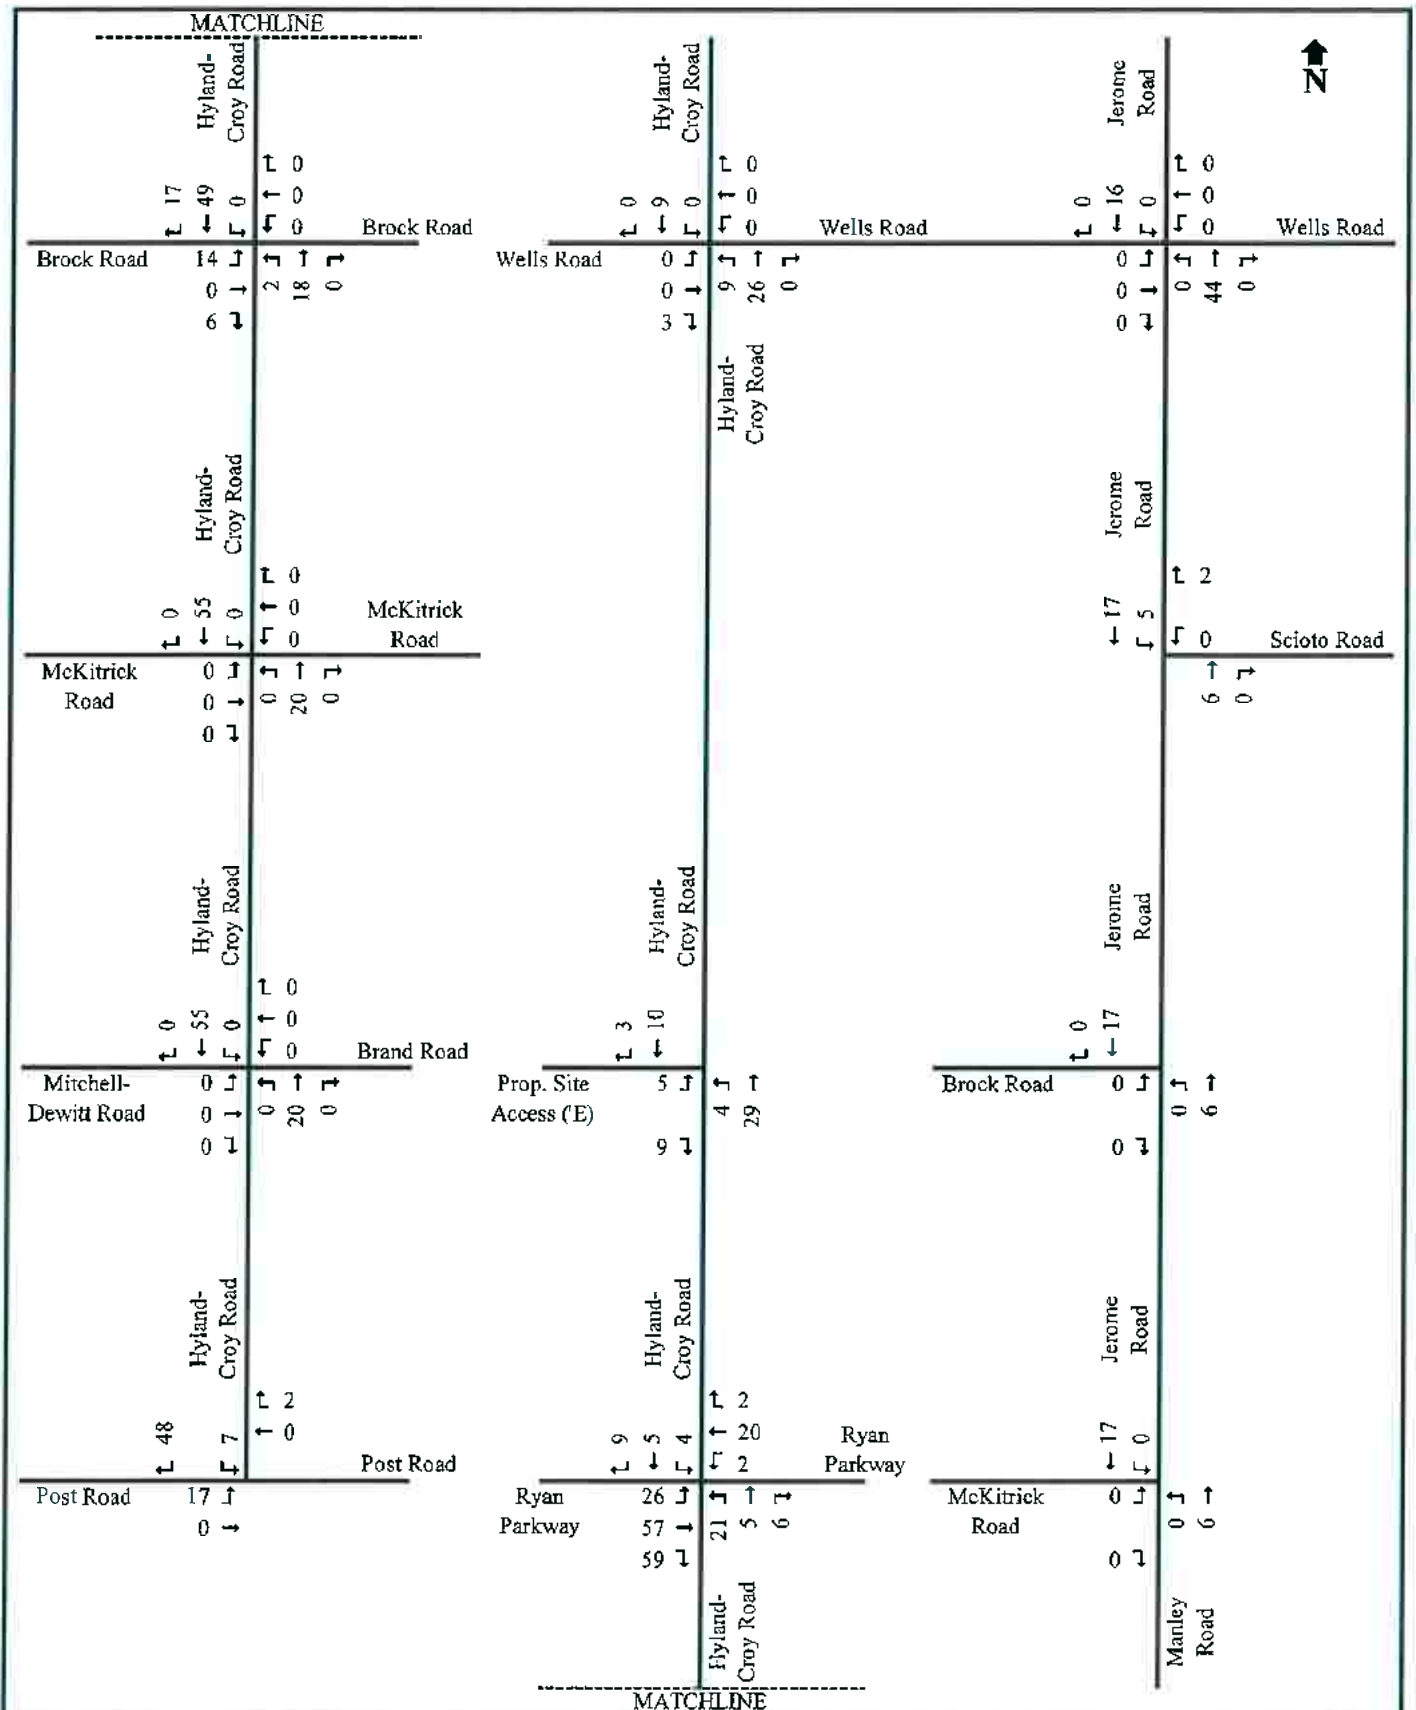 MATCHLINE
Hyland-
Croy Road
17
49
0
0
0
0
Brock Road
Brock Road
14
0
6
2
18
0
Hyland-
Croy Road
0
55
0
0
0
0
McKitrick
Road
McKitrick
Road
0
0
0
0
20
0
Hyland-
Croy Road
0
55
0
0
0
0
Brand Road
Mitchell-
Dewitt Road
0
0
0
0
20
0
Hyland-
Croy Road
48
7
2
0
Post Road
Post Road
17
0
Hyland-
Croy Road
0
9
0
0
0
0
Wells Road
Wells Road
0
0
3
9
26
0
Hyland-
Croy Road
Hyland-
Croy Road
3
10
Prop. Site
Access ('E)
5
9
4
29
Hyland-
Croy Road
9
5
4
2
20
2
Ryan
Parkway
Ryan
Parkway
26
57
59
21
5
6
Hyland-
Croy Road
MATCHLINE
N
Jerome
Road
0
16
0
0
0
0
Wells Road
0
0
0
0
44
0
Jerome
Road
17
5
2
0
Scioto Road
6
0
Jerome
Road
0
17
Brock Road
0
0
0
6
Jerome
Road
17
0
McKitrick
Road
0
0
0
6
Manley
Road